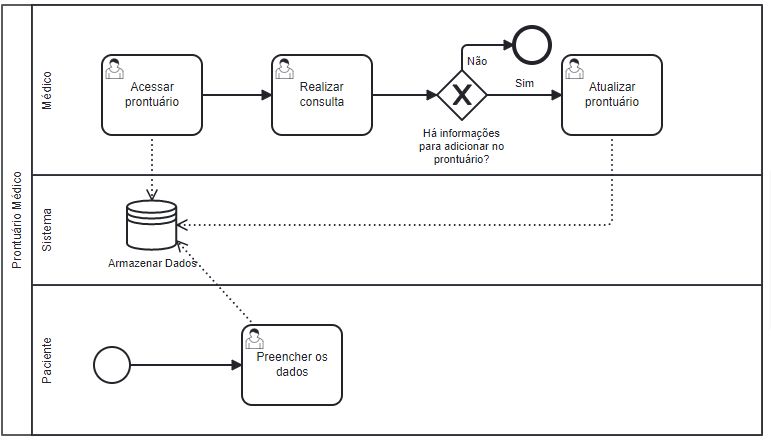 Prontuário Médico
Médico
Acessar
prontuário
Realizar
consulta
Não
Sim
Há informações
para adicionar no
prontuário?
Atualizar
prontuário
Sistema
Armazenar Dados
Paciente
Preencher os
dados